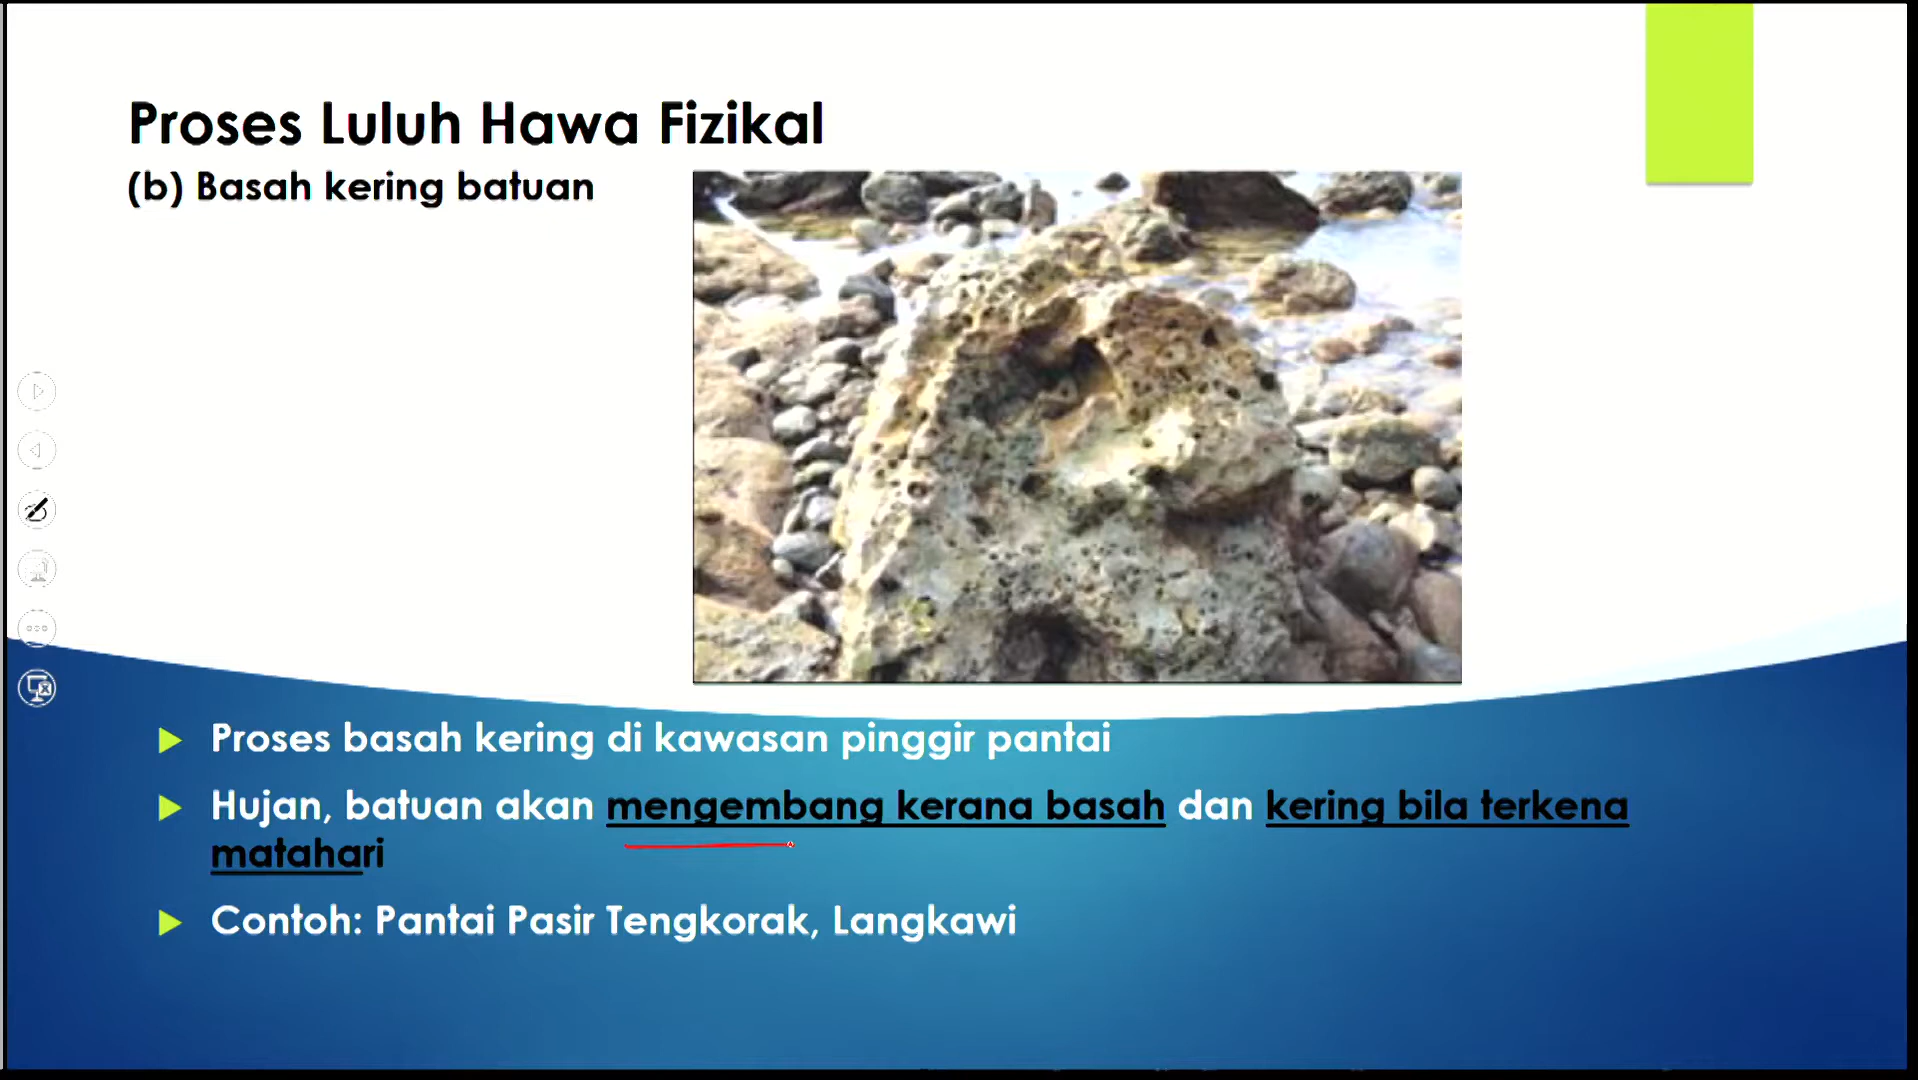 Proses Luluh Hawa Fizikal
(b) Basah kering batuan
Proses basah kering di kawasan pinggir pantai
Hujan, batuan akan mengembang kerana basah dan kering bila terkena
matahari
Contoh: Pantai Pasir Tengkorak, Langkawi